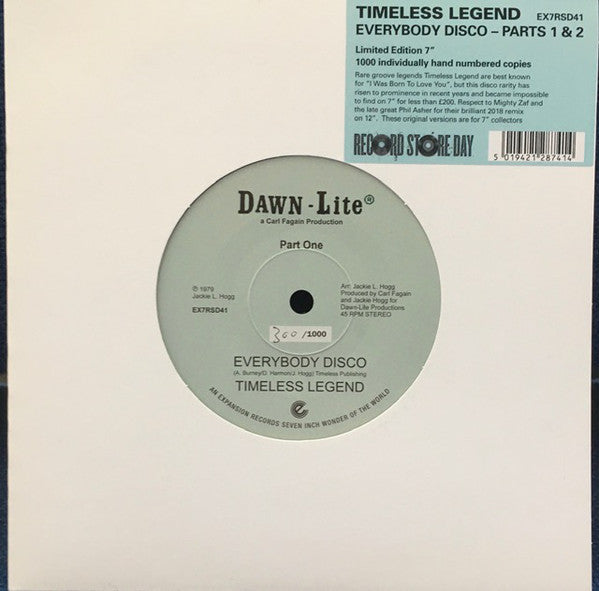 TIMELESS LEGEND EX7RSD41
EVERYBODY DISCO – PARTS 1 & 2
Limited Edition 7"
1000 individually hand numbered copies
Rare groove legends Timeless Legend are best known
for "I Was Born To Love You", but this disco rarity has
risen to prominence in recent years and became impossible
to find on 7" for less than £200. Respect to Mighty Zaf and
the late great Phil Asher for their brilliant 2018 remix
on 12". These original versions are for 7" collectors
RECORD STORE DAY
5 019421 287414
DAWN-LITE®
a Carl Fagain Production
Part One
℗ 1979
Jackie L. Hogg
EX7RSD41
Art: Jackie L. Hogg
Produced by Carl Fagain
and Jackie Hogg for
Dawn-Lite Productions
45 RPM STEREO
300/1000
EVERYBODY DISCO
(A. Burney/D. Harmon/J. Hogg) Timeless Publishing
TIMELESS LEGEND
AN EXPANSION RECORDS SEVEN INCH WONDER OF THE WORLD
e